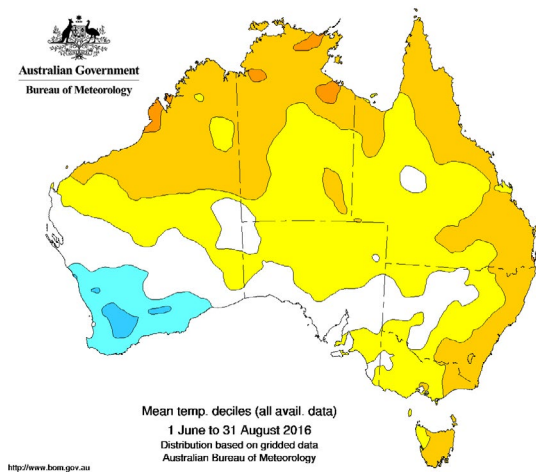 Australian Government
Bureau of Meteorology
Mean temp. deciles (all avail. data)
1 June to 31 August 2016
Distribution based on gridded data
Australian Bureau of Meteorology
http://www.bom.gov.au